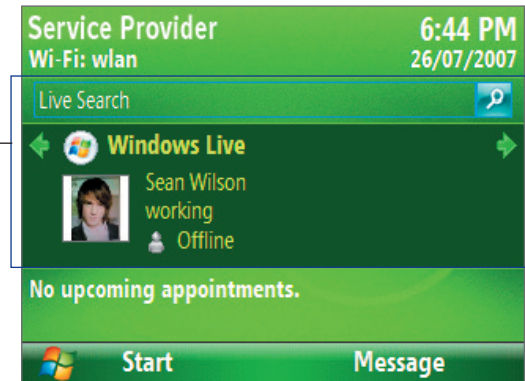 Service Provider 6:44 PM
Wi-Fi: wlan 26/07/2007
Live Search
Windows Live
Sean Wilson
working
Offline
No upcoming appointments.
Start Message